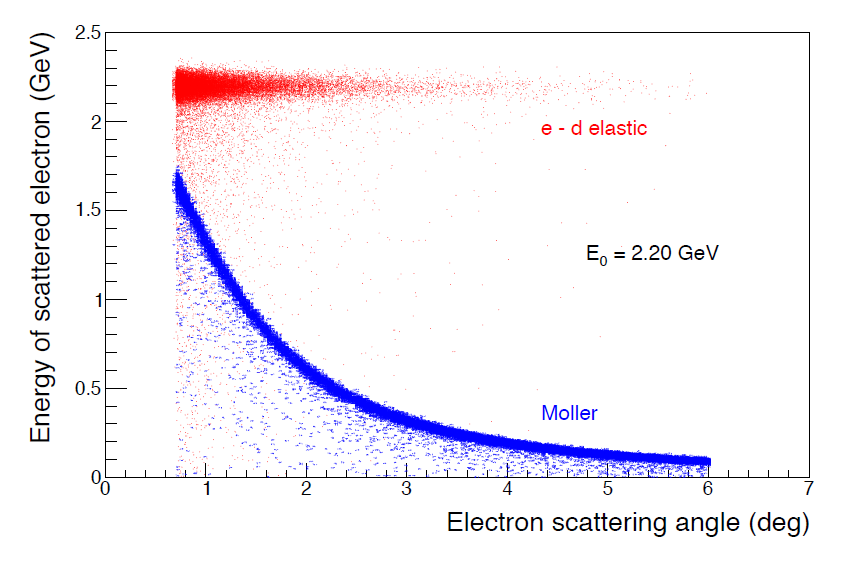 Energy of scattered electron (GeV)
2.5
2
1.5
1
0.5
0
e - d elastic
E0 = 2.20 GeV
Moller
0 1 2 3 4 5 6 7
Electron scattering angle (deg)